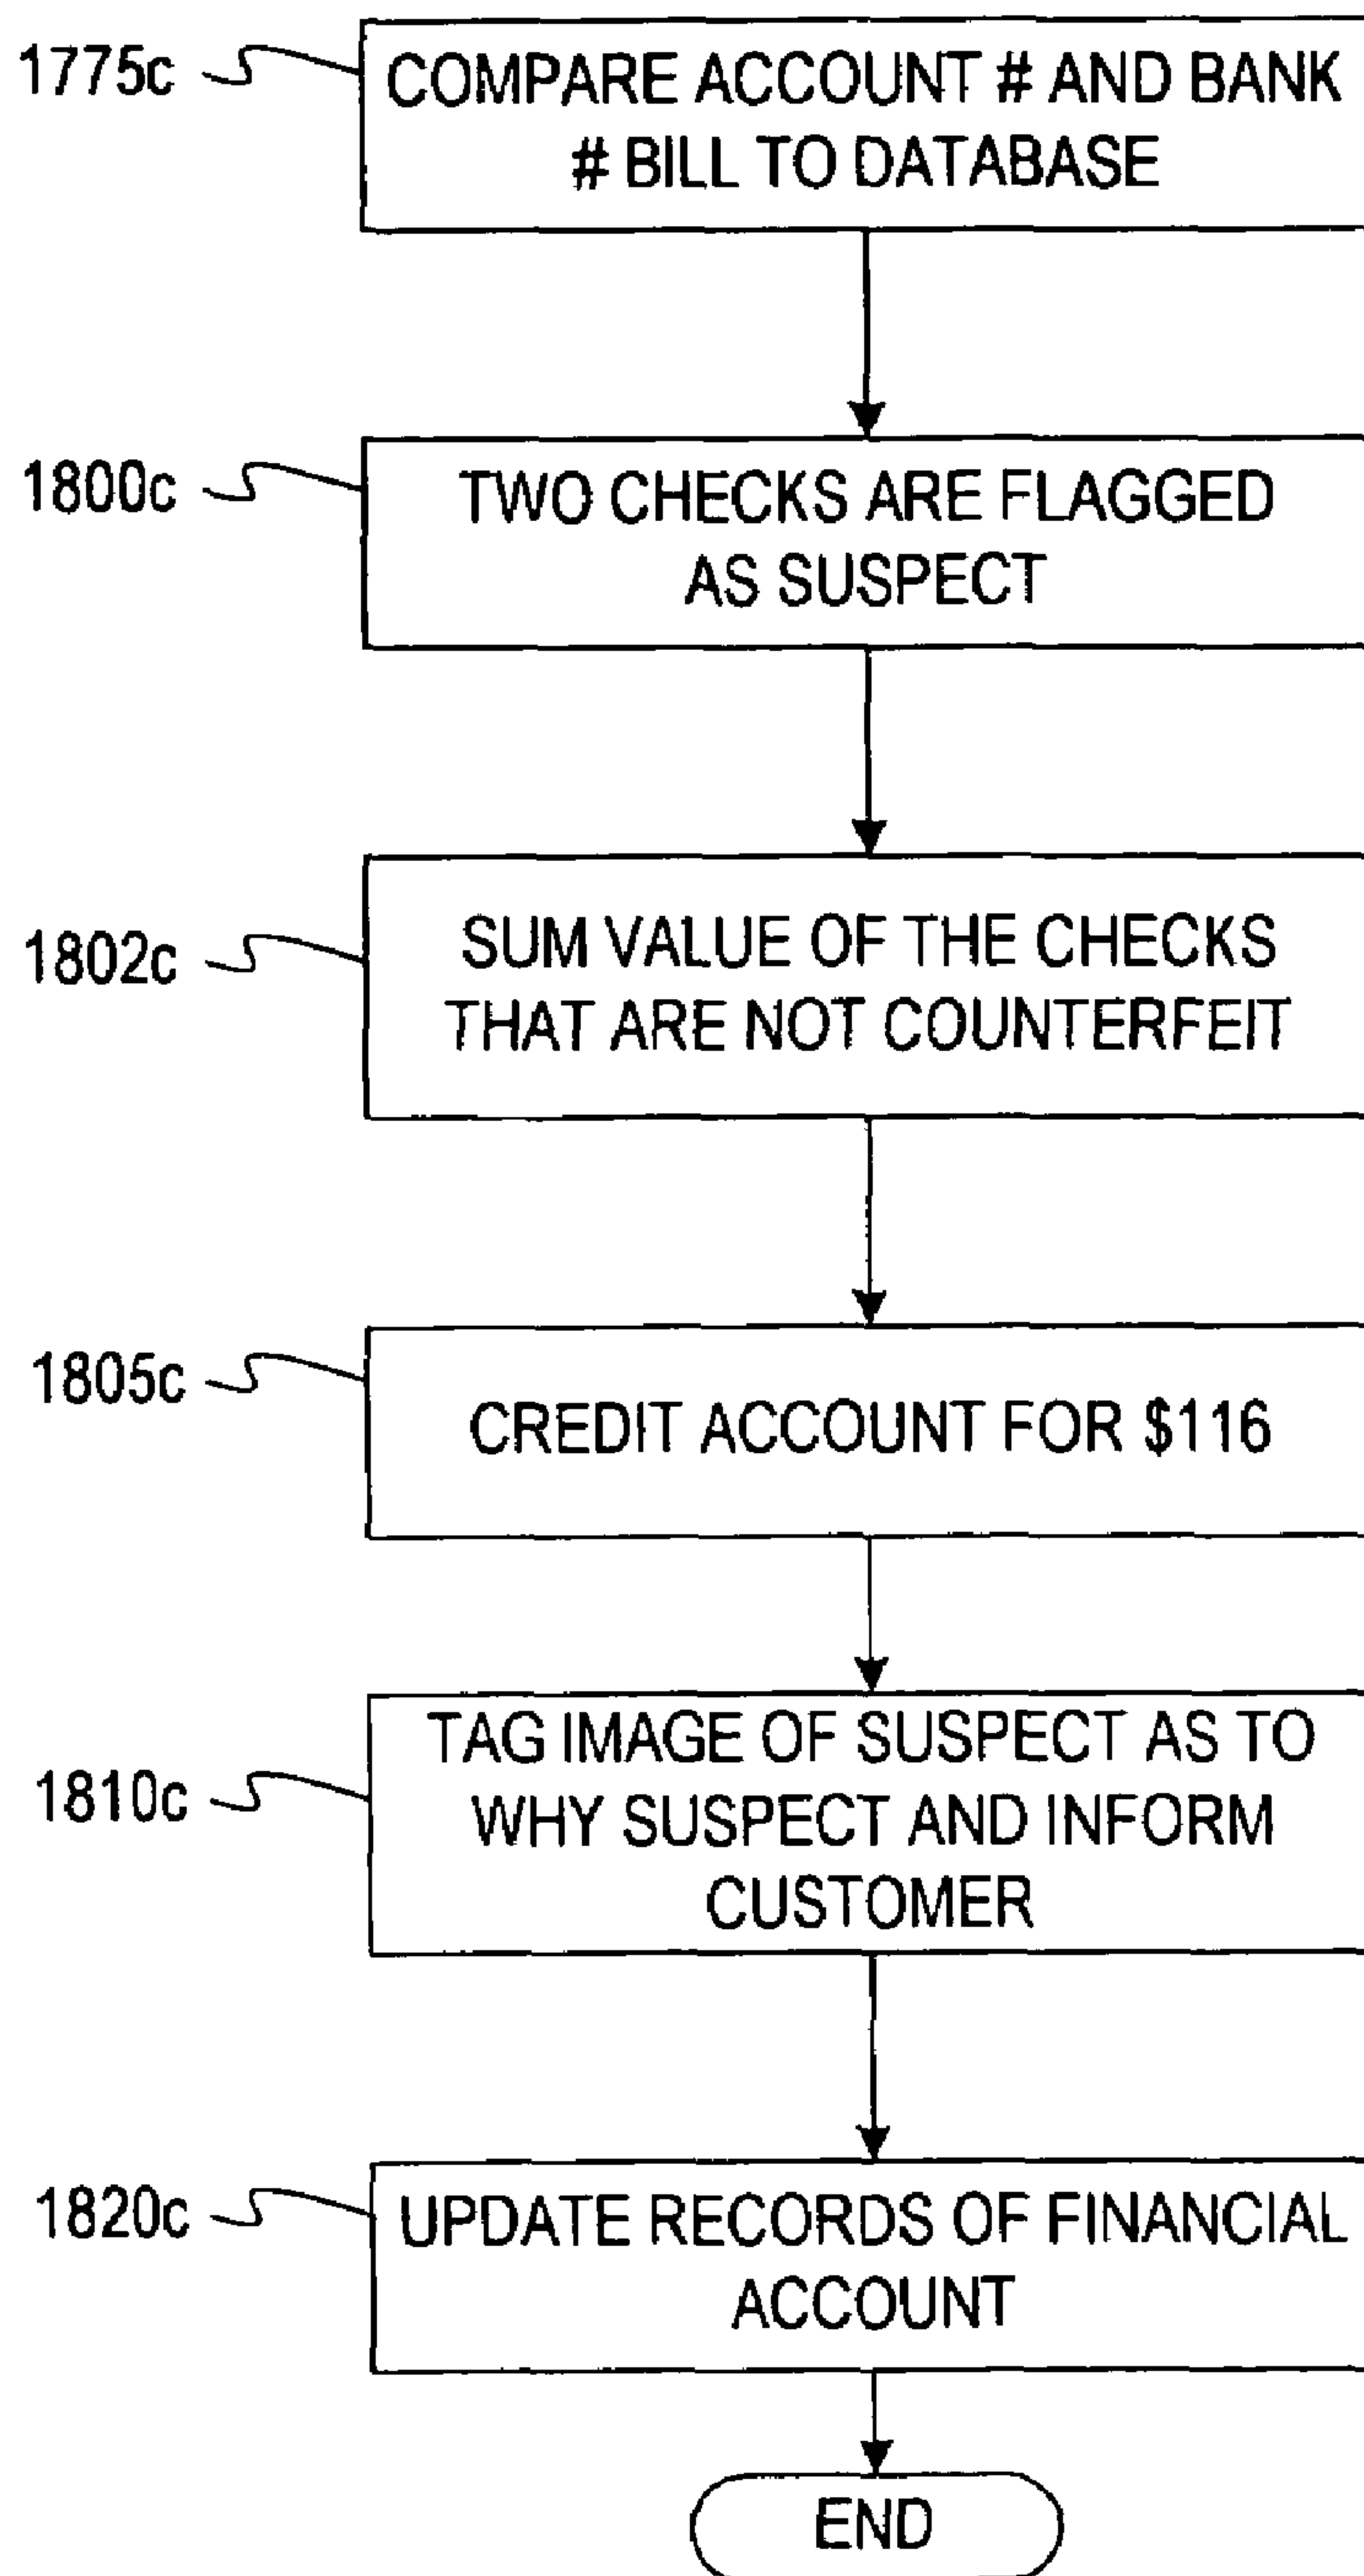 1775c
COMPARE ACCOUNT # AND BANK
# BILL TO DATABASE
1800c
TWO CHECKS ARE FLAGGED
AS SUSPECT
1802c
SUM VALUE OF THE CHECKS
THAT ARE NOT COUNTERFEIT
1805c
CREDIT ACCOUNT FOR $116
1810c
TAG IMAGE OF SUSPECT AS TO
WHY SUSPECT AND INFORM
CUSTOMER
1820c
UPDATE RECORDS OF FINANCIAL
ACCOUNT
END